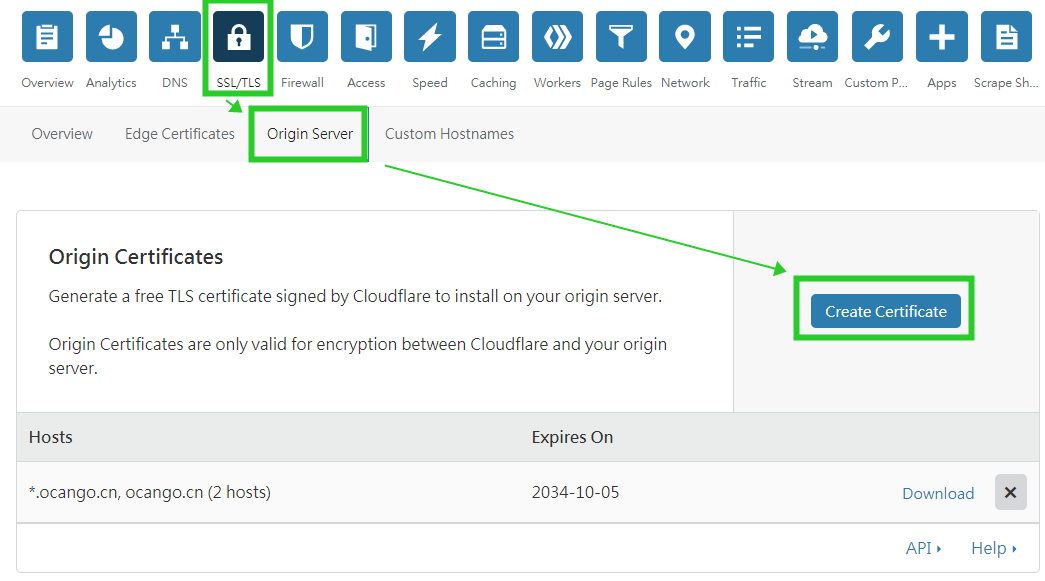 Overview Analytics DNS SSL/TLS Firewall Access Speed Caching Workers Page Rules Network Traffic Stream Custom P... Apps Scrape Sh...
Overview Edge Certificates Origin Server Custom Hostnames
Origin Certificates
Generate a free TLS certificate signed by Cloudflare to install on your origin server.
Create Certificate
Origin Certificates are only valid for encryption between Cloudflare and your origin
server.
Hosts Expires On
*.ocango.cn, ocango.cn (2 hosts) 2034-10-05 Download
API Help